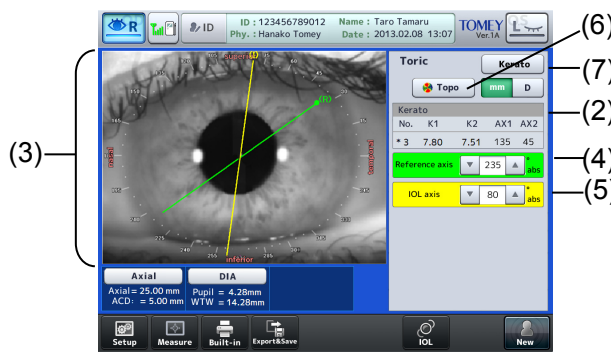 R
ID
ID : 123456789012 Name : Taro Tamaru
Phy. : Hanako Tomey Date : 2013.02.08 13:07
TOMEY
Ver.1A
L
(6)
(7)
(2)
(3)
(4)
(5)
superior
(I)
(R)
nasal
temporal
inferior
Toric
Kerato
Topo
mm
D
Kerato
No. K1 K2 AX1 AX2
* 3 7.80 7.51 135 45
Reference axis ▼ 235 ▲ ° abs
IOL axis ▼ 80 ▲ ° abs
Axial
Axial= 25.00 mm
ACD: = 5.00 mm
DIA
Pupil = 4.28mm
WTW = 14.28mm
Setup
Measure
Built-in
Export&Save
IOL
New